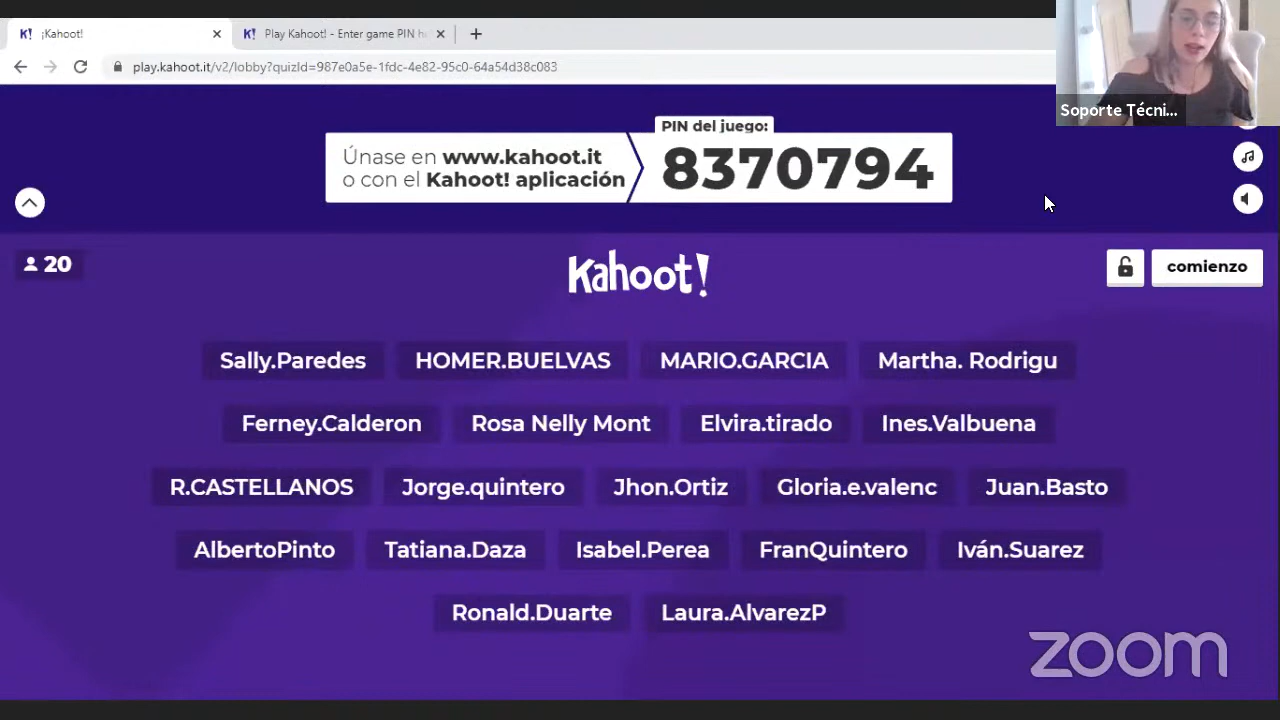 ¡Kahoot!
Play Kahoot! - Enter game PIN h
play.kahoot.it/v2/lobby?quizId=987e0a5e-1fdc-4e82-95c0-64a54d38c083
Soporte Técni...
PIN del juego:
Únase en www.kahoot.it
o con el Kahoot! aplicación
8370794
20
Kahoot!
comienzo
Sally.Paredes HOMER.BUELVAS MARIO.GARCIA Martha. Rodrigu
Ferney.Calderon Rosa Nelly Mont Elvira.tirado Ines.Valbuena
R.CASTELLANOS Jorge.quintero Jhon.Ortiz Gloria.e.valenc Juan.Basto
AlbertoPinto Tatiana.Daza Isabel.Perea FranQuintero Iván.Suarez
Ronald.Duarte Laura.AlvarezP
zoom